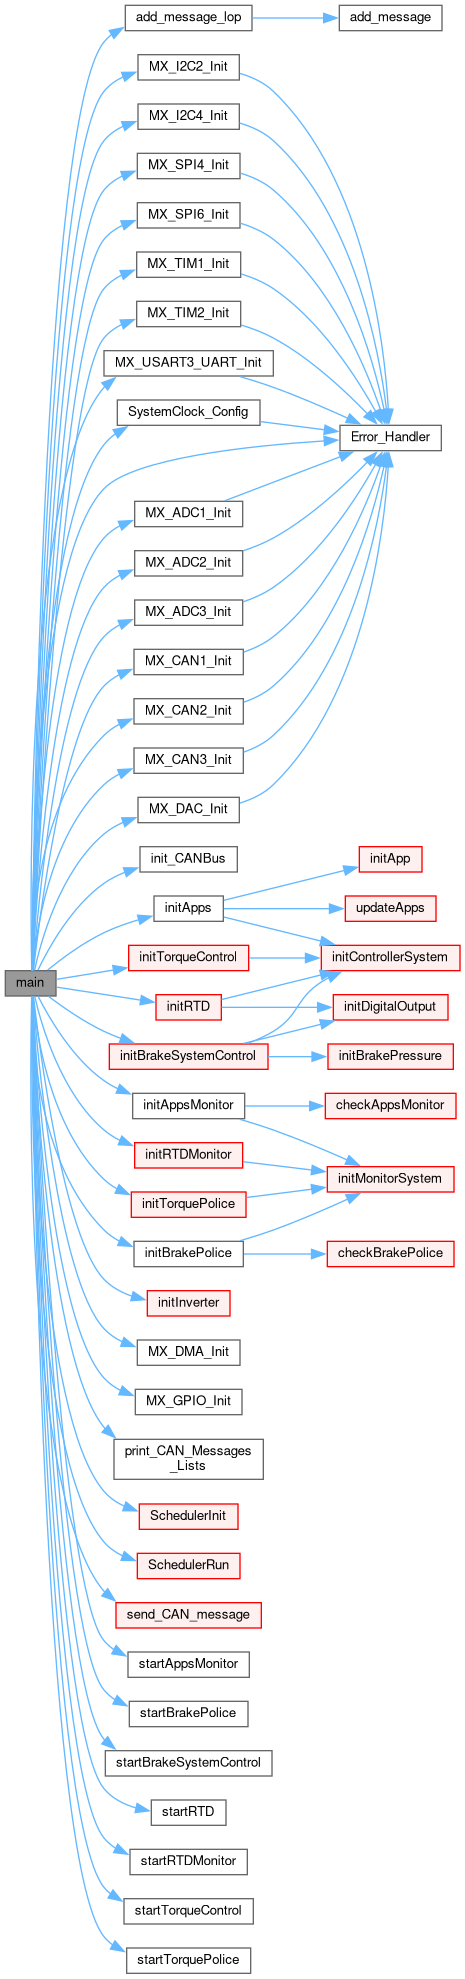 add_message_lop
add_message
MX_I2C2_Init
MX_I2C4_Init
MX_SPI4_Init
MX_SPI6_Init
MX_TIM1_Init
MX_TIM2_Init
MX_USART3_UART_Init
SystemClock_Config
Error_Handler
MX_ADC1_Init
MX_ADC2_Init
MX_ADC3_Init
MX_CAN1_Init
MX_CAN2_Init
MX_CAN3_Init
MX_DAC_Init
init_CANBus
initApp
initApps
updateApps
initTorqueControl
initControllerSystem
main
initRTD
initDigitalOutput
initBrakeSystemControl
initBrakePressure
initAppsMonitor
checkAppsMonitor
initRTDMonitor
initMonitorSystem
initTorquePolice
initBrakePolice
checkBrakePolice
initInverter
MX_DMA_Init
MX_GPIO_Init
print_CAN_Messages
_Lists
SchedulerInit
SchedulerRun
send_CAN_message
startAppsMonitor
startBrakePolice
startBrakeSystemControl
startRTD
startRTDMonitor
startTorqueControl
startTorquePolice